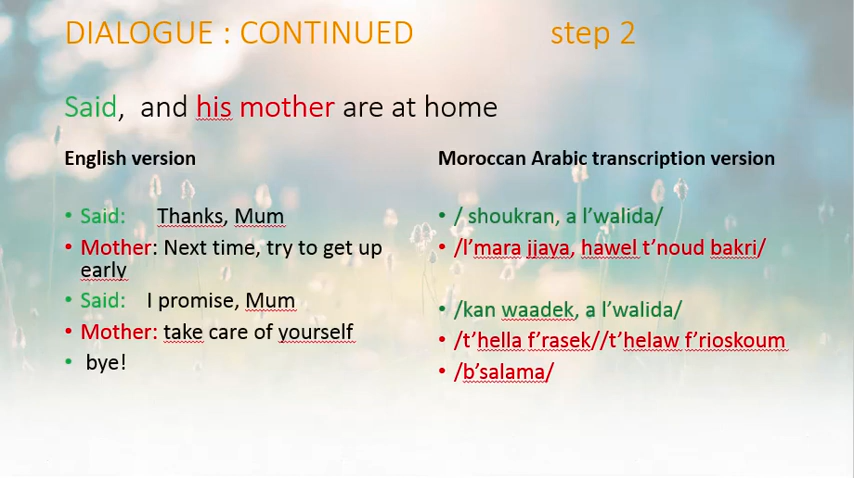 DIALOGUE : CONTINUED step 2
Said, and his mother are at home
English version
• Said: Thanks, Mum
• Mother: Next time, try to get up
early
• Said: I promise, Mum
• Mother: take care of yourself
• bye!
Moroccan Arabic transcription version
• / shoukran, a l’walida/
• /l’mara jjaya, hawel t’noud bakri/
• /kan waadek, a l’walida/
• /t’hella f’rasek//t’helaw f’rioskoum
• /b’salama/